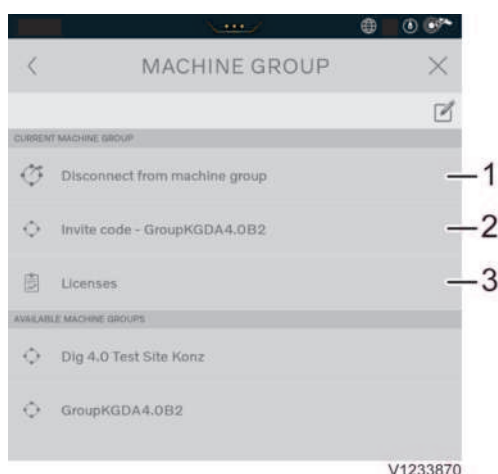 MACHINE GROUP
CURRENT MACHINE GROUP
Disconnect from machine group
1
Invite code - GroupKGDA4.0B2
2
Licenses
3
AVAILABLE MACHINE GROUPS
Dig 4.0 Test Site Konz
GroupKGDA4.0B2
V1233870